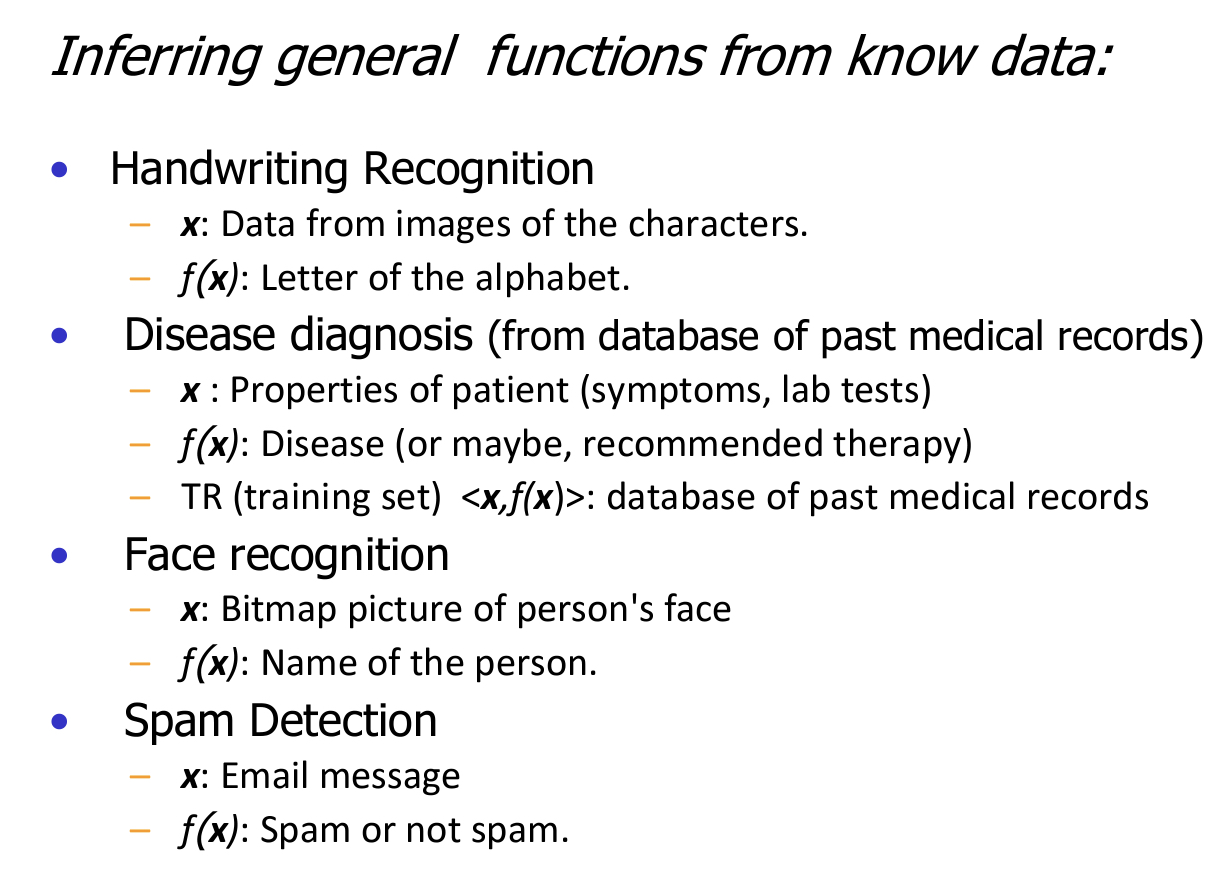 Inferring general  functions from know data:
• Handwriting Recognition
– x: Data from images of the characters.
– f(x): Letter of the alphabet.
• Disease diagnosis (from database of past medical records)
– x : Properties of patient (symptoms, lab tests)
– f(x): Disease (or maybe, recommended therapy)
– TR (training set)  <x,f(x)>: database of past medical records
• Face recognition
– x: Bitmap picture of person's face
– f(x): Name of the person.
• Spam Detection
– x: Email message
– f(x): Spam or not spam.